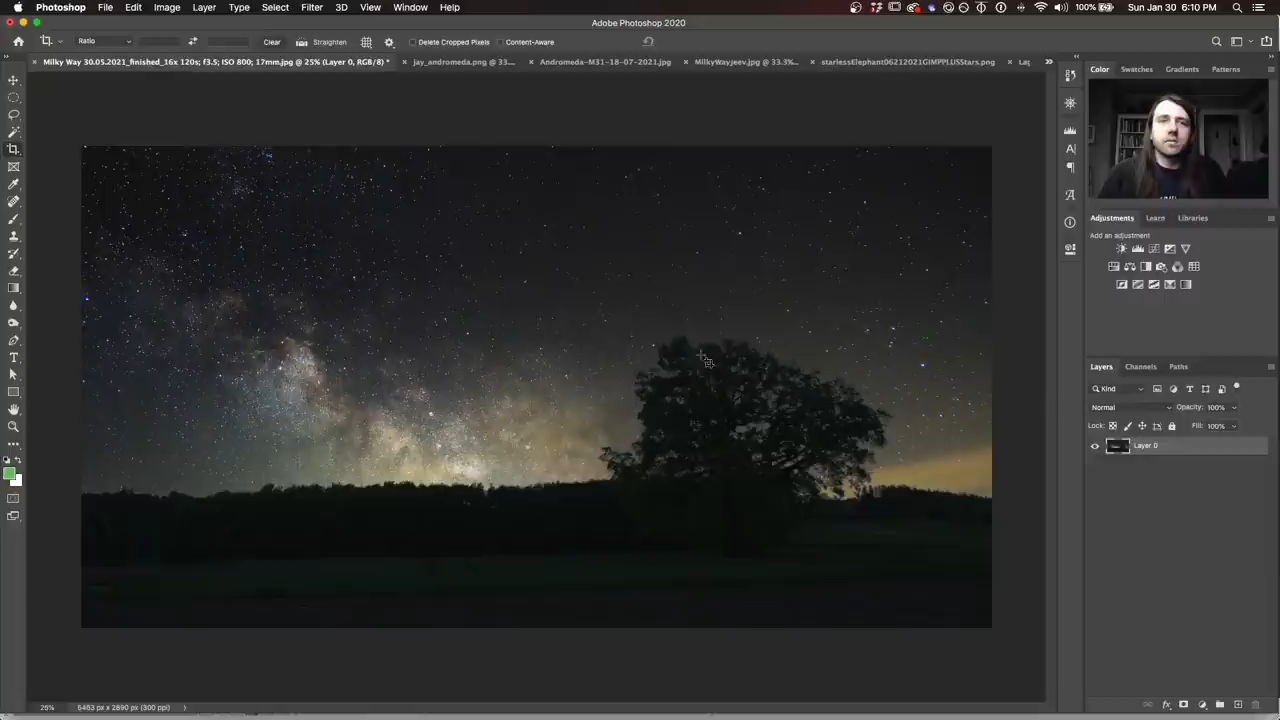 Photoshop File Edit Image Layer Type Select Filter 3D View Window Help 100% Sun Jan 30 6:10 PM
Adobe Photoshop 2020
Ratio Clear Straighten Delete Cropped Pixels Content-Aware
Milky Way 30.05.2021_finished_16x 120s; f3.5; ISO 800; 17mm.jpg @ 25% (Layer 0, RGB/8) * jay_andromeda.png @ 33.... Andromeda-M31-18-07-2021.jpg MilkyWayjeev.jpg @ 33.3%... starlessElephant06212021GIMPPLUSStars.png Lay
Color Swatches Gradients Patterns
Adjustments Learn Libraries
Add an adjustment
Layers Channels Paths
Kind
Normal Opacity: 100%
Lock: Fill: 100%
Layer 0
25% 5463 px x 2890 px (300 ppi)